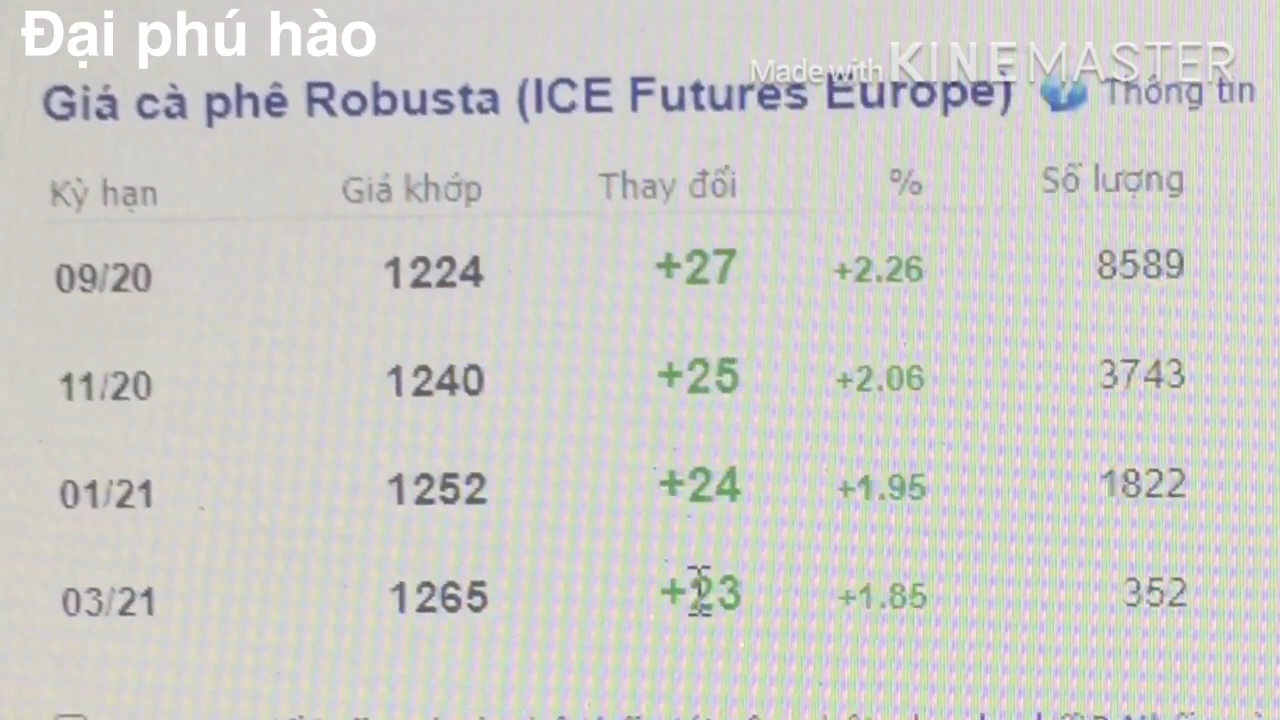 Đại phú hào
Made with KINEMASTER
Giá cà phê Robusta (ICE Futures Europe) Thông tin
Kỳ hạn Giá khớp Thay đổi % Số lượng
09/20 1224 +27 +2.26 8589
11/20 1240 +25 +2.06 3743
01/21 1252 +24 +1.95 1822
03/21 1265 +23 +1.85 352